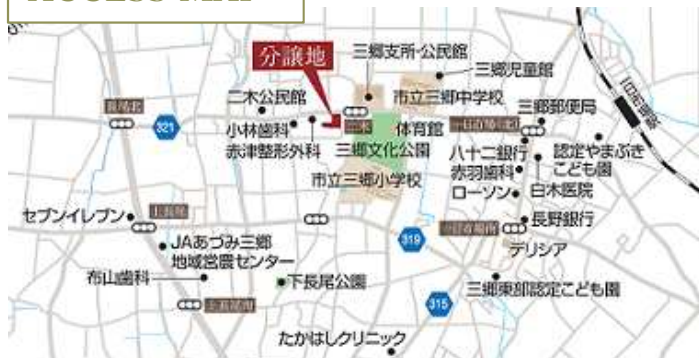 ACCESS MAP
分譲地
三郷支所・公民館
三郷児童館
二木公民館
市立三郷中学校
三郷郵便局
321
小林歯科
赤津整形外科
体育館
三郷文化公園
八十二銀行
赤羽歯科
認定やまぶき
こども園
市立三郷小学校
ローソン
白木医院
セブンイレブン
長野銀行
319
デリシア
JAあづみ三郷
地域営農センター
布山歯科
下長尾公園
三郷東部認定こども園
315
たかはしクリニック